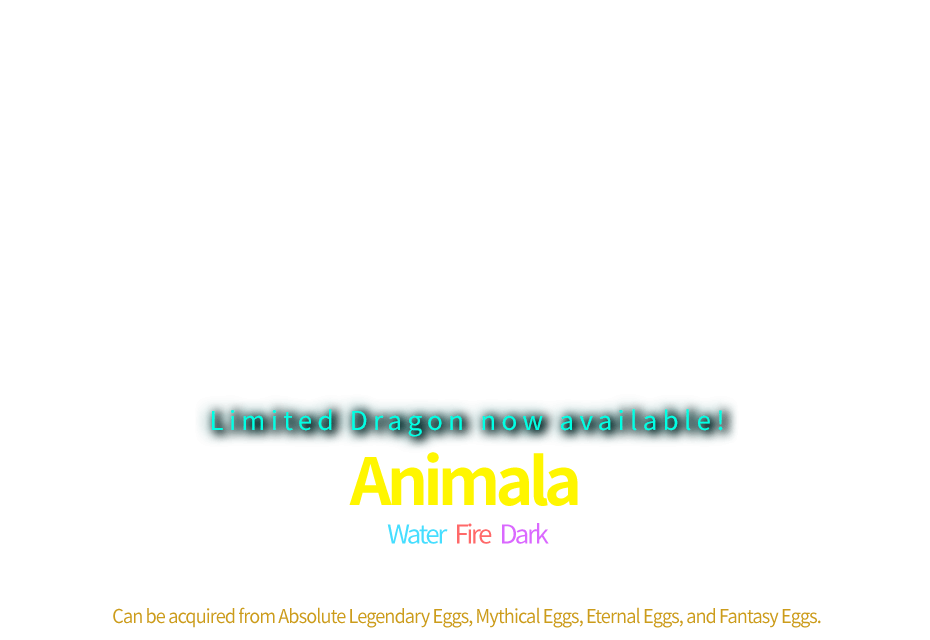 Limited Dragon now available!
Animala
Water Fire Dark
Can be acquired from Absolute Legendary Eggs, Mythical Eggs, Eternal Eggs, and Fantasy Eggs.